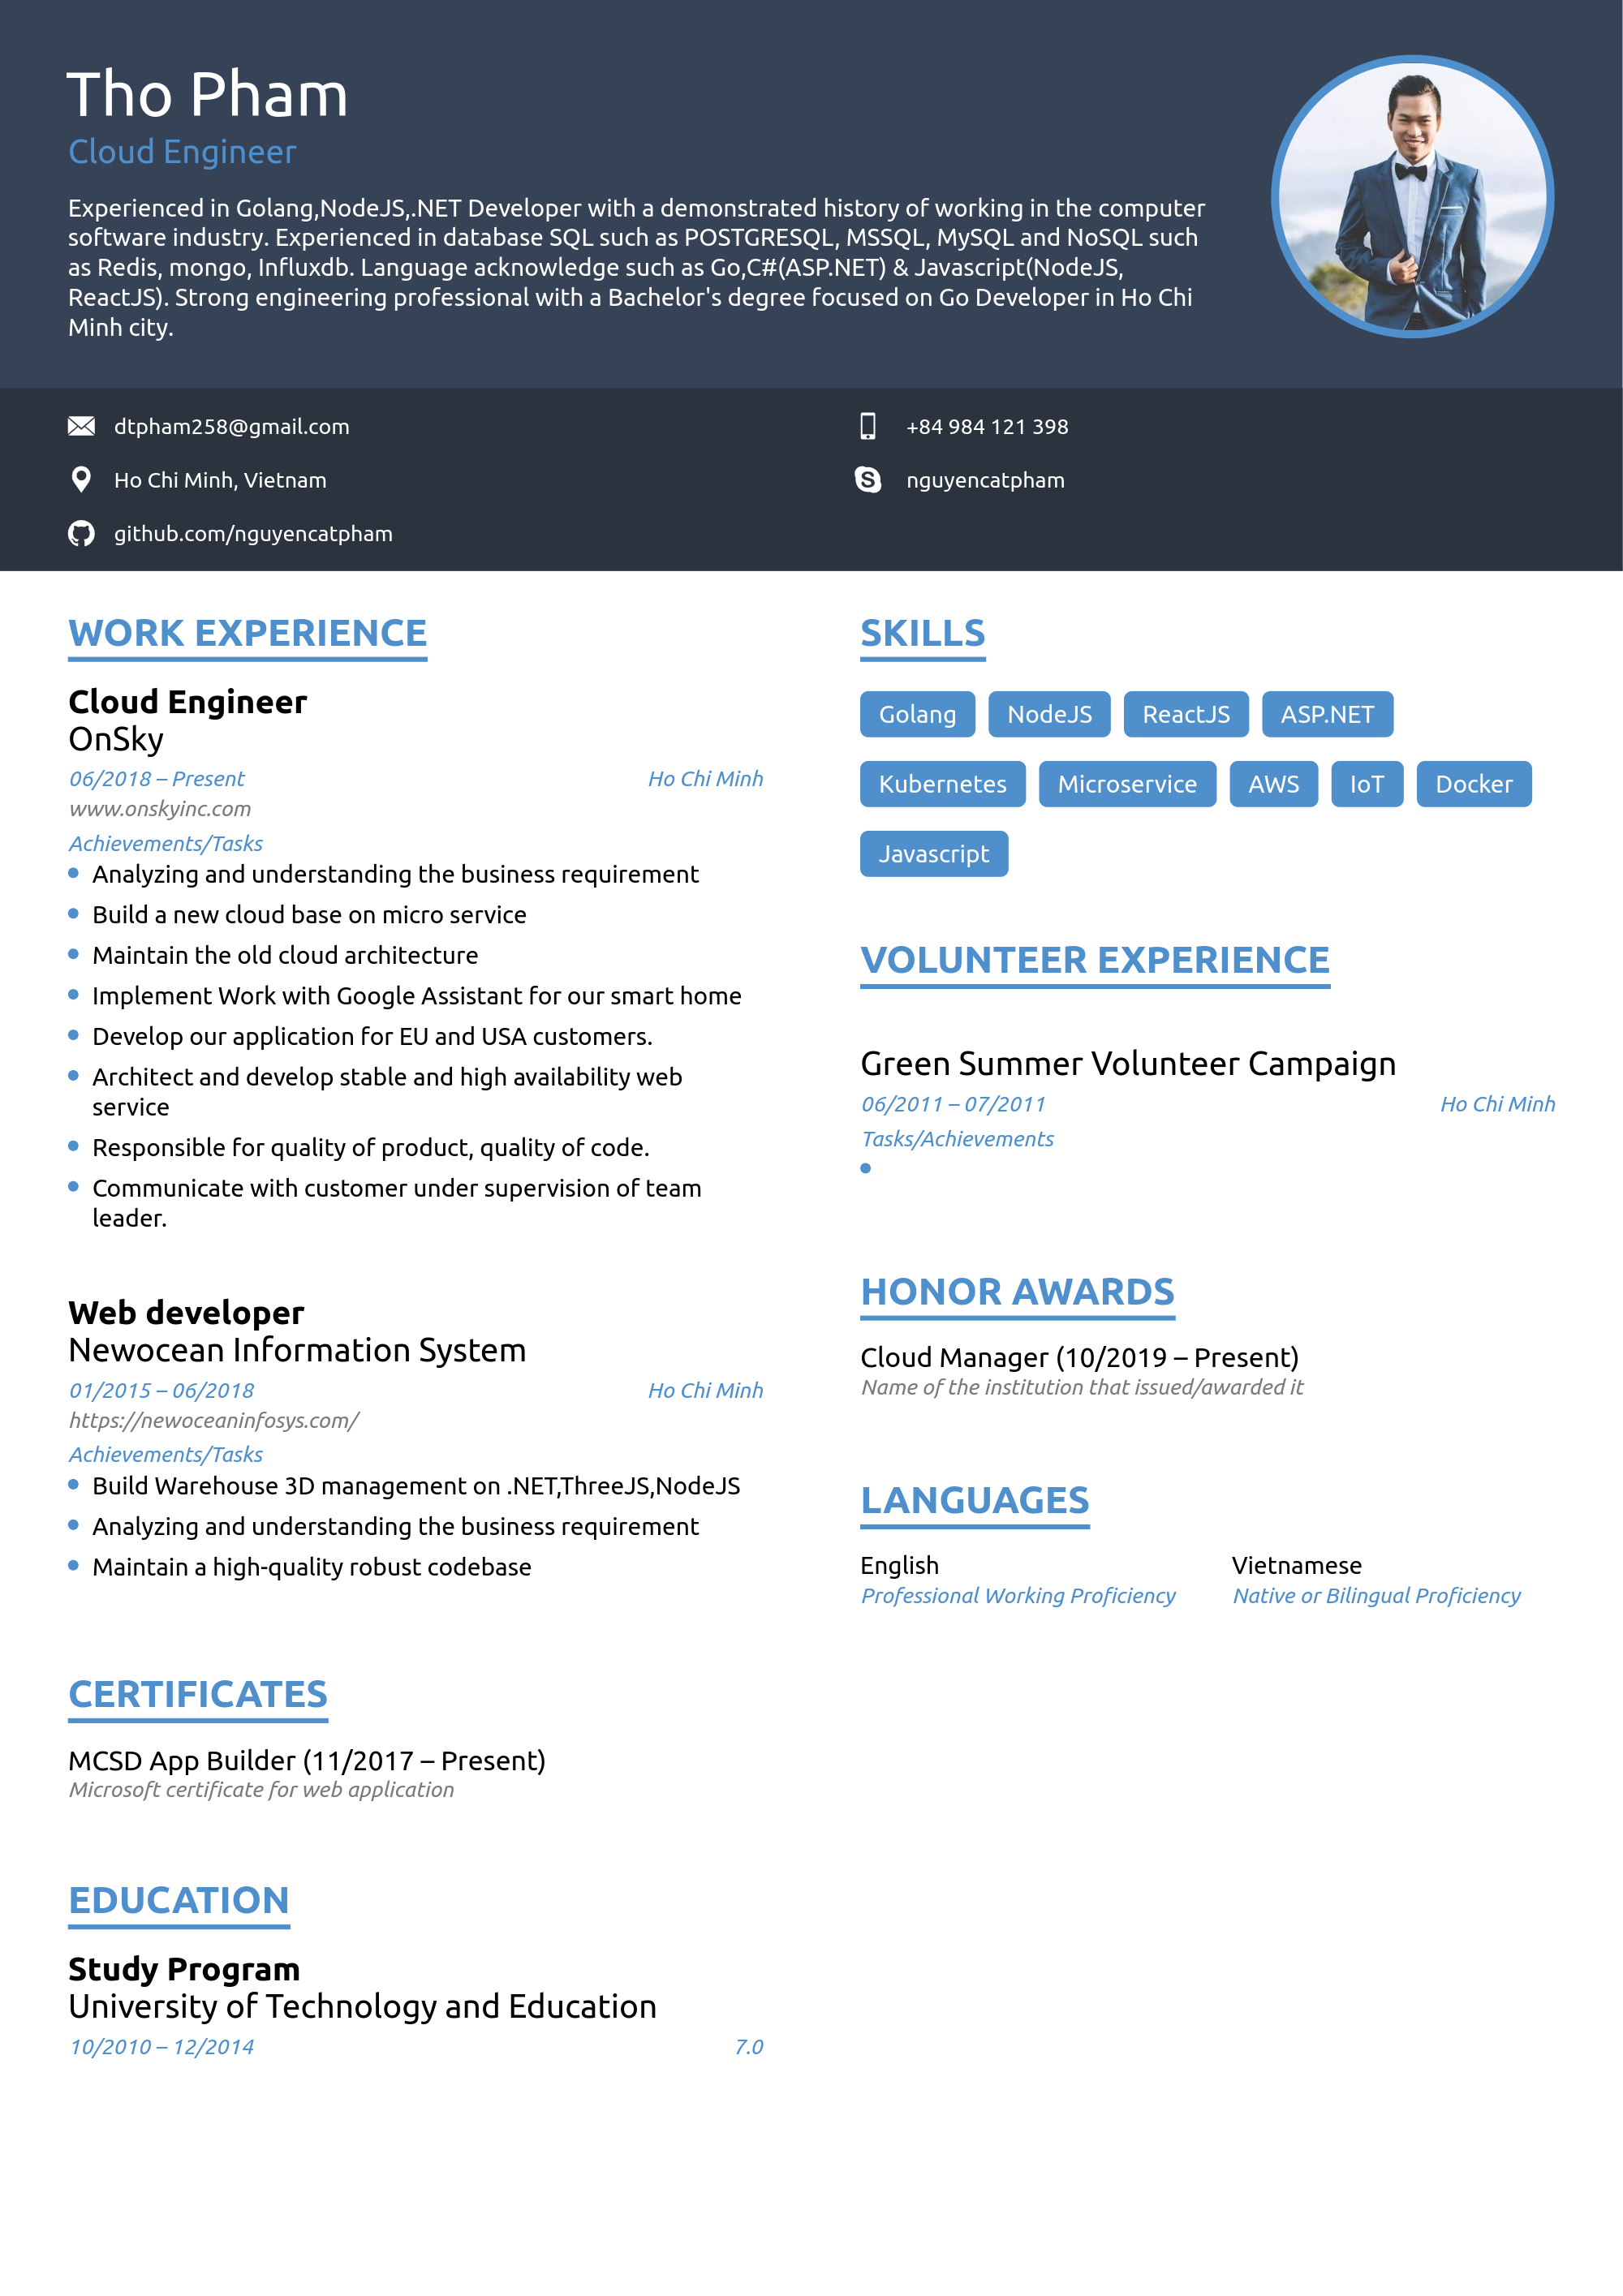 Tho Pham
Cloud Engineer
Experienced in Golang,NodeJS,.NET Developer with a demonstrated history of working in the computer
software industry. Experienced in database SQL such as POSTGRESQL, MSSQL, MySQL and NoSQL such
as Redis, mongo, Influxdb. Language acknowledge such as Go,C#(ASP.NET) & Javascript(NodeJS,
ReactJS). Strong engineering professional with a Bachelor's degree focused on Go Developer in Ho Chi
Minh city.
dtpham258@gmail.com
+84 984 121 398
Ho Chi Minh, Vietnam
nguyencatpham
github.com/nguyencatpham
WORK EXPERIENCE
Cloud Engineer
OnSky
06/2018 – Present Ho Chi Minh
www.onskyinc.com
Achievements/Tasks
Analyzing and understanding the business requirement
Build a new cloud base on micro service
Maintain the old cloud architecture
Implement Work with Google Assistant for our smart home
Develop our application for EU and USA customers.
Architect and develop stable and high availability web
service
Responsible for quality of product, quality of code.
Communicate with customer under supervision of team
leader.
Web developer
Newocean Information System
01/2015 – 06/2018 Ho Chi Minh
https://newoceaninfosys.com/
Achievements/Tasks
Build Warehouse 3D management on .NET,ThreeJS,NodeJS
Analyzing and understanding the business requirement
Maintain a high-quality robust codebase
CERTIFICATES
MCSD App Builder (11/2017 – Present)
Microsoft certificate for web application
EDUCATION
Study Program
University of Technology and Education
10/2010 – 12/2014 7.0
SKILLS
Golang NodeJS ReactJS ASP.NET
Kubernetes Microservice AWS IoT Docker
Javascript
VOLUNTEER EXPERIENCE
Green Summer Volunteer Campaign
06/2011 – 07/2011 Ho Chi Minh
Tasks/Achievements
HONOR AWARDS
Cloud Manager (10/2019 – Present)
Name of the institution that issued/awarded it
LANGUAGES
English Vietnamese
Professional Working Proficiency Native or Bilingual Proficiency